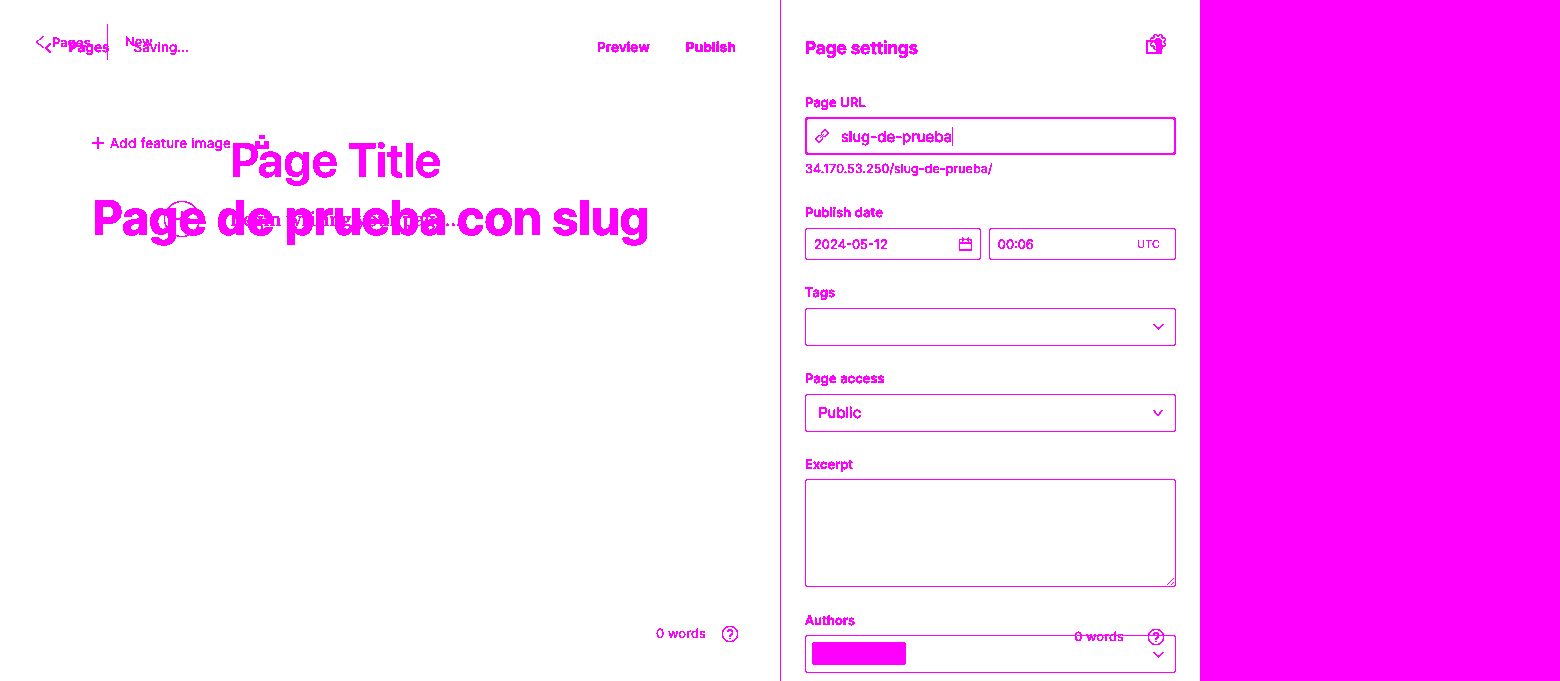 Pages
New
Pages
Saving...
Preview
Publish
Page settings
Page URL
slug-de-prueba
34.170.53.250/slug-de-prueba/
Add feature image
Page Title
Page de prueba con slug
Begin writing your page...
Publish date
2024-05-12
00:06
UTC
Tags
Page access
Public
Excerpt
Authors
0 words
0 words